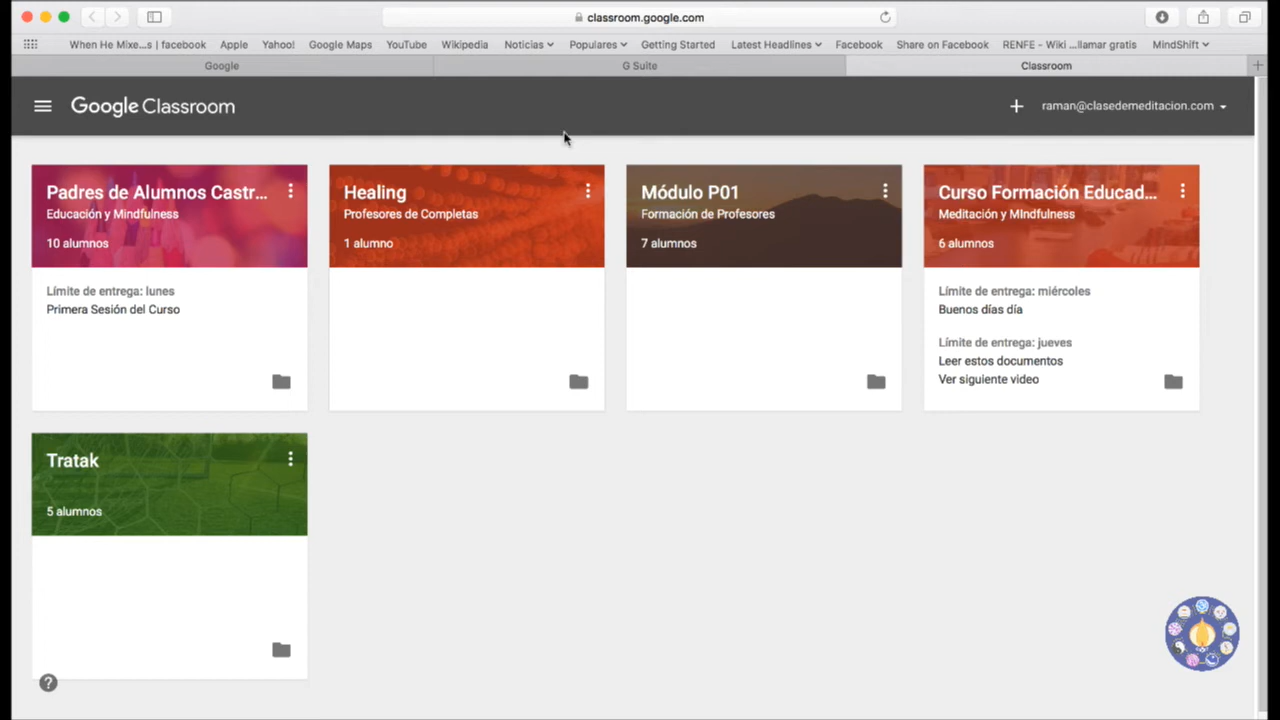 classroom.google.com
When He Mixe...s | facebook Apple Yahoo! Google Maps YouTube Wikipedia Noticias Populares Getting Started Latest Headlines Facebook Share on Facebook RENFE - Wiki ...llamar gratis MindShift
Google G Suite Classroom
Google Classroom
raman@clasedemeditacion.com
Padres de Alumnos Castr...
Educación y Mindfulness
10 alumnos
Límite de entrega: lunes
Primera Sesión del Curso
Healing
Profesores de Completas
1 alumno
Módulo P01
Formación de Profesores
7 alumnos
Curso Formación Educad...
Meditación y MIndfulness
6 alumnos
Límite de entrega: miércoles
Buenos días día
Límite de entrega: jueves
Leer estos documentos
Ver siguiente video
Tratak
5 alumnos